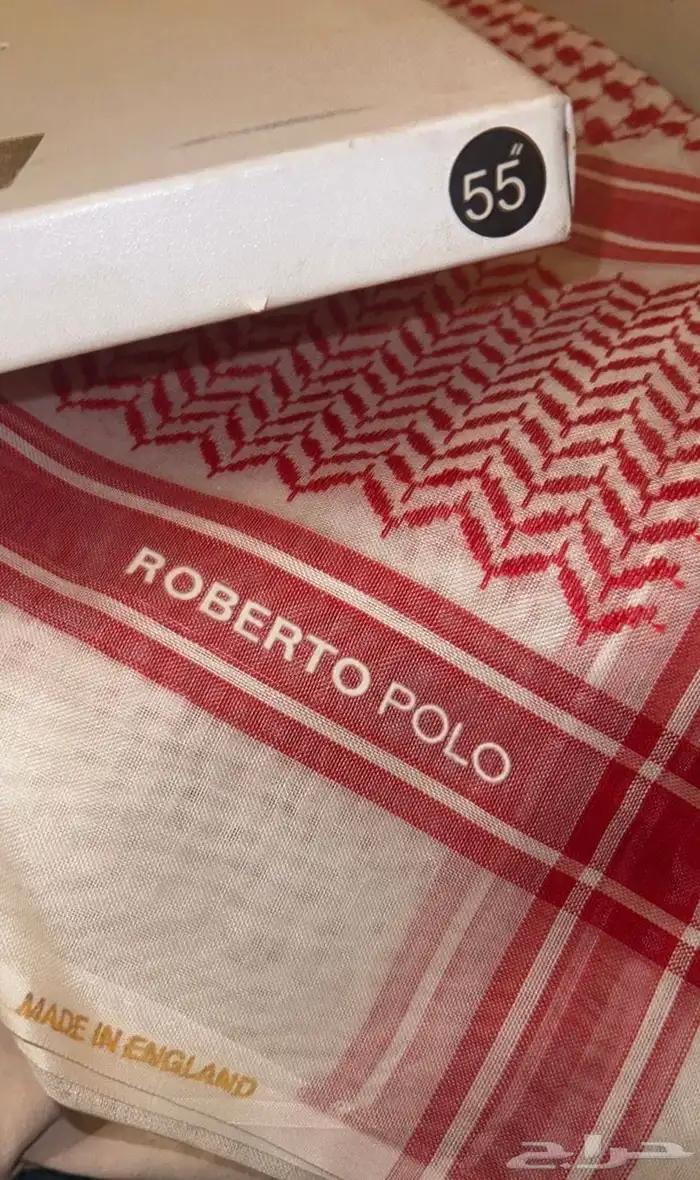 55"
ROBERTO POLO
MADE IN ENGLAND
حراج